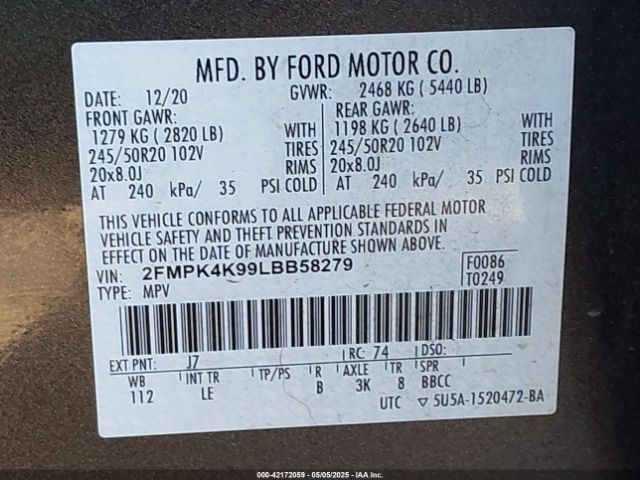 MFD. BY FORD MOTOR CO.
DATE: 12/20 GVWR: 2468 KG ( 5440 LB)
FRONT GAWR: REAR GAWR:
1279 KG ( 2820 LB) WITH 1198 KG ( 2640 LB) WITH
245/50R20 102V TIRES 245/50R20 102V TIRES
20x8.0J RIMS 20x8.0J RIMS
AT 240 kPa/ 35 PSI COLD AT 240 kPa/ 35 PSI COLD
THIS VEHICLE CONFORMS TO ALL APPLICABLE FEDERAL MOTOR
VEHICLE SAFETY AND THEFT PREVENTION STANDARDS IN
EFFECT ON THE DATE OF MANUFACTURE SHOWN ABOVE.
VIN: 2FMPK4K99LBB58279 F0086
TYPE: MPV T0249
EXT PNT: J7 RC: 74 DSO:
WB INT TR TP/PS R AXLE TR SPR
112 LE B 3K 8 BBCC
UTC ▽ 5U5A-1520472-BA
000-42172059 - 05/05/2025 - IAAI.com